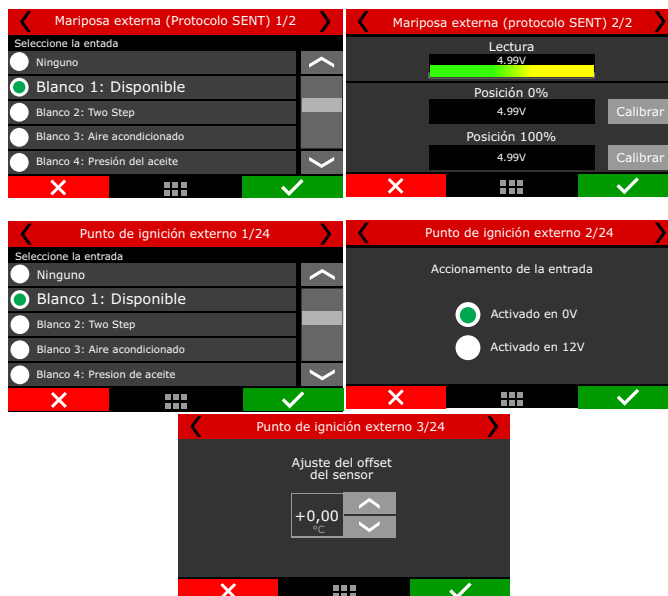 Mariposa externa (Protocolo SENT) 1/2
Seleccione la entada
Ninguno
Blanco 1: Disponible
Blanco 2: Two Step
Blanco 3: Aire acondicionado
Blanco 4: Presión del aceite
Mariposa externa (protocolo SENT) 2/2
Lectura
4.99V
Posición 0%
4.99V
Calibrar
Posición 100%
4.99V
Calibrar
Punto de ignición externo 1/24
Seleccione la entrada
Ninguno
Blanco 1: Disponible
Blanco 2: Two Step
Blanco 3: Aire acondicionado
Blanco 4: Presion de aceite
Punto de ignición externo 2/24
Accionamento de la entrada
Activado en 0V
Activado en 12V
Punto de ignición externo 3/24
Ajuste del offset
del sensor
+0,00
°C